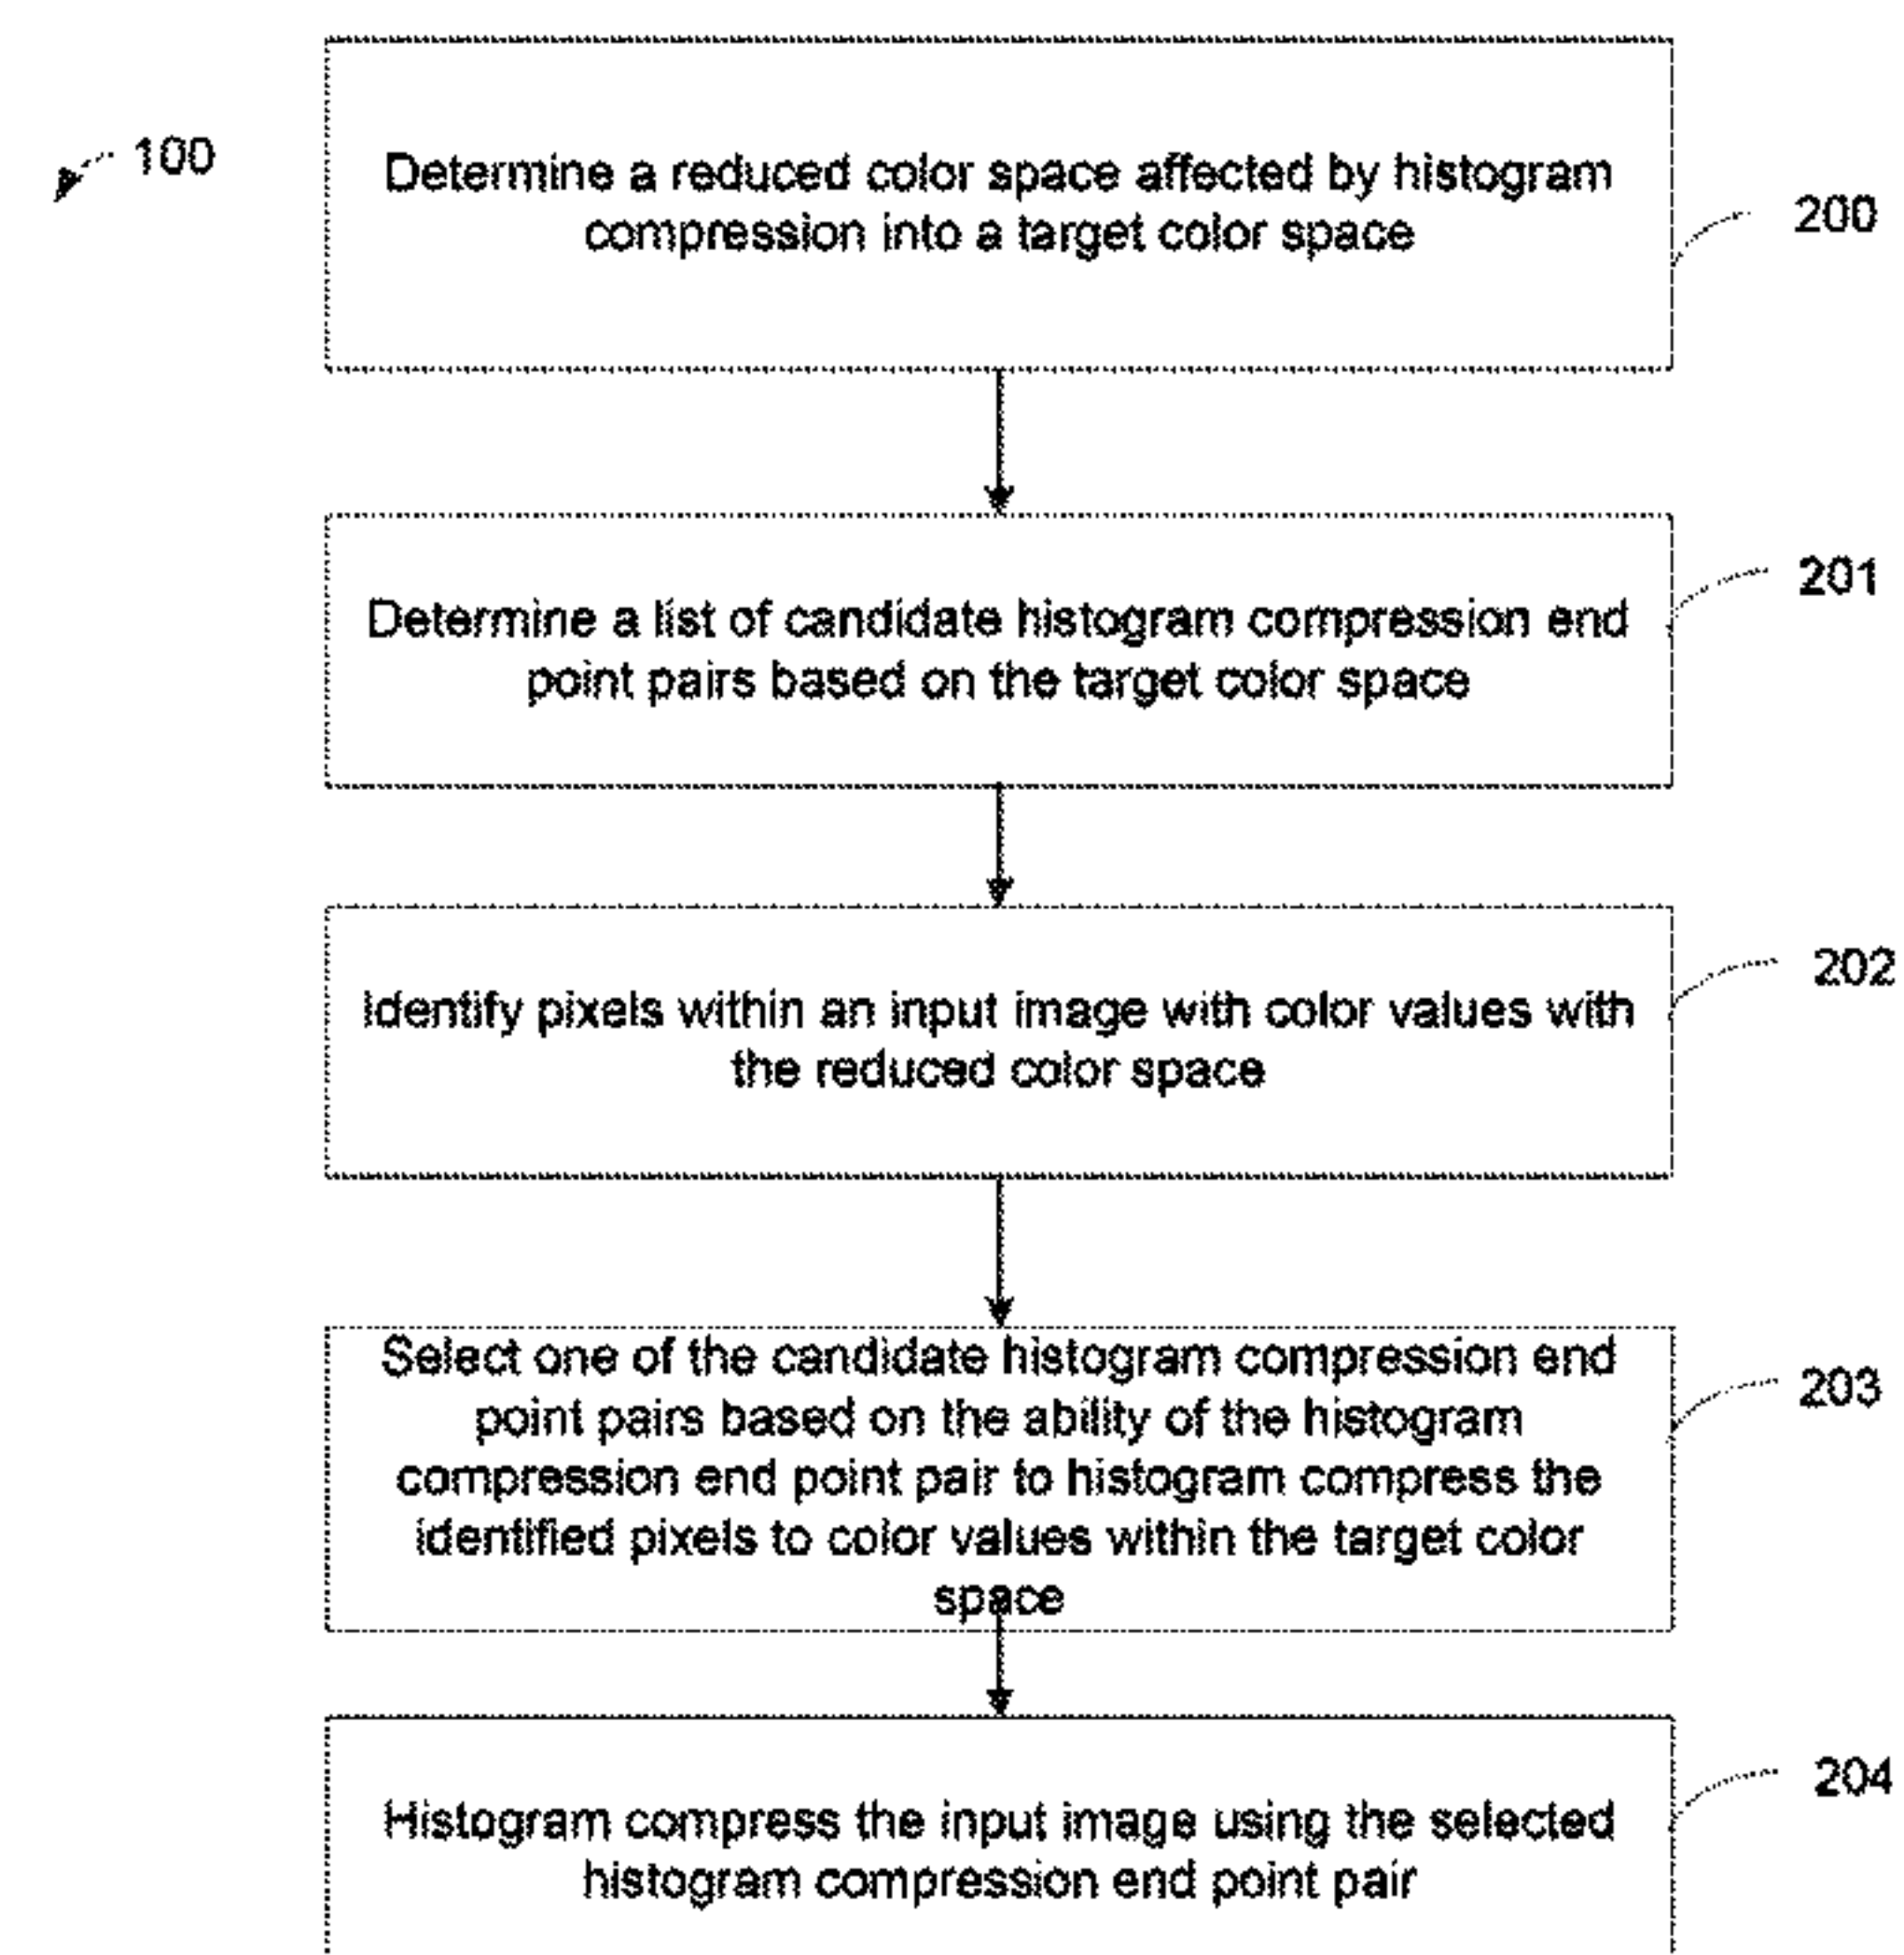 100
Determine a reduced color space affected by histogram
compression into a target color space
200
Determine a list of candidate histogram compression end
point pairs based on the target color space
201
Identify pixels within an input image with color values with
the reduced color space
202
Select one of the candidate histogram compression end
point pairs based on the ability of the histogram
compression end point pair to histogram compress the
identified pixels to color values within the target color
space
203
Histogram compress the input image using the selected
histogram compression end point pair
204